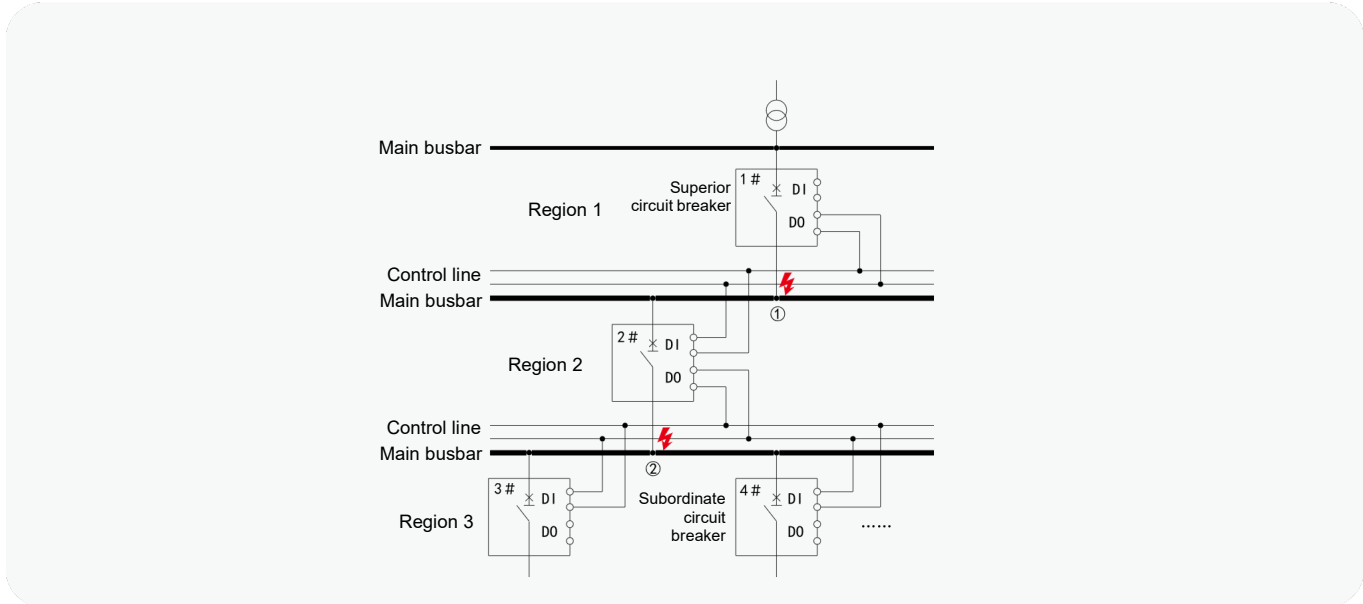 Main busbar
1#
DI
DO
Superior
circuit breaker
Region 1
Control line
Main busbar
①
2#
DI
DO
Region 2
Control line
Main busbar
②
3#
DI
DO
Region 3
Subordinate
circuit
breaker
4#
DI
DO
......